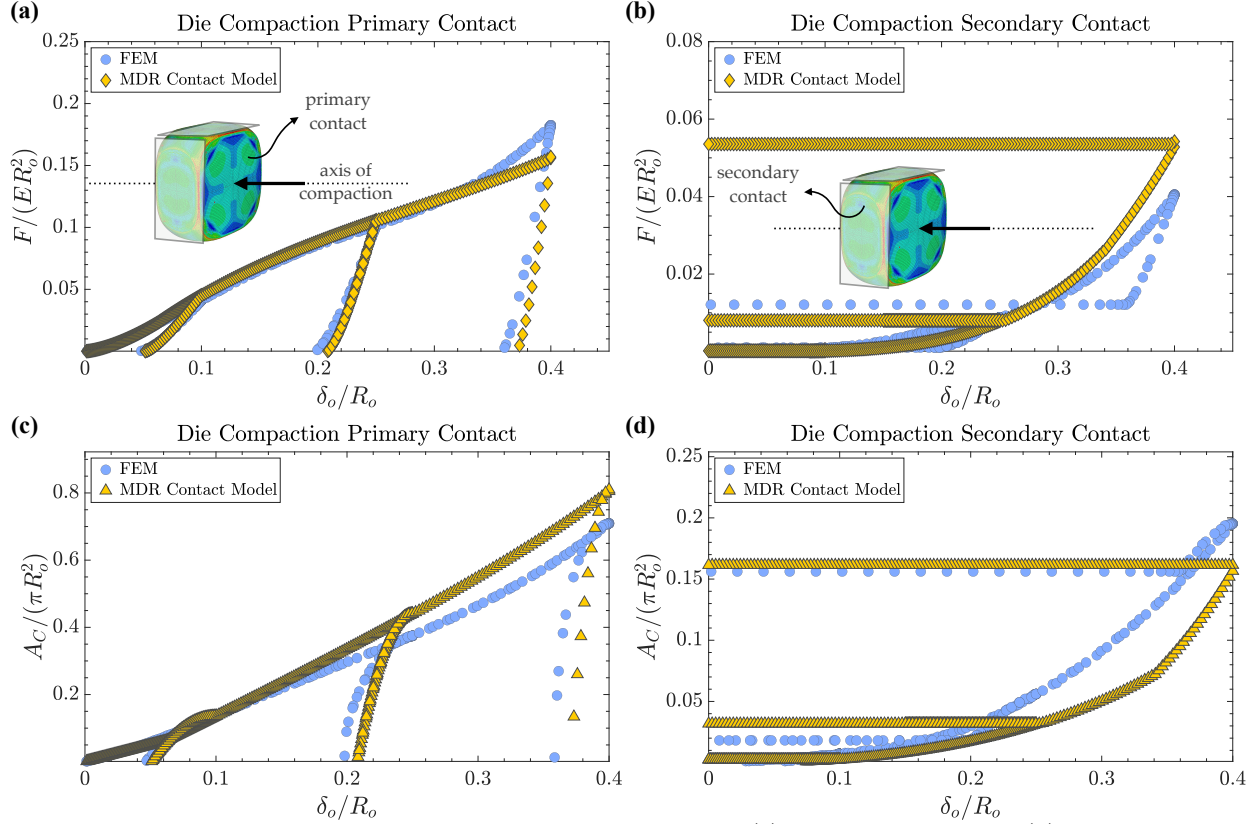 (a)
Die Compaction Primary Contact
FEM
MDR Contact Model
primary
contact
axis of
compaction
0.25
0.2
0.15
0.1
0.05
F/(ER_o^2)
0
0.1
0.2
0.3
0.4
δ_o/R_o
(b)
Die Compaction Secondary Contact
FEM
MDR Contact Model
secondary
contact
0.08
0.06
0.04
0.02
F/(ER_o^2)
0
0.1
0.2
0.3
0.4
δ_o/R_o
(c)
Die Compaction Primary Contact
FEM
MDR Contact Model
0.8
0.6
0.4
0.2
A_C/(πR_o^2)
0
0.1
0.2
0.3
0.4
δ_o/R_o
(d)
Die Compaction Secondary Contact
FEM
MDR Contact Model
0.25
0.2
0.15
0.1
0.05
A_C/(πR_o^2)
0
0.1
0.2
0.3
0.4
δ_o/R_o